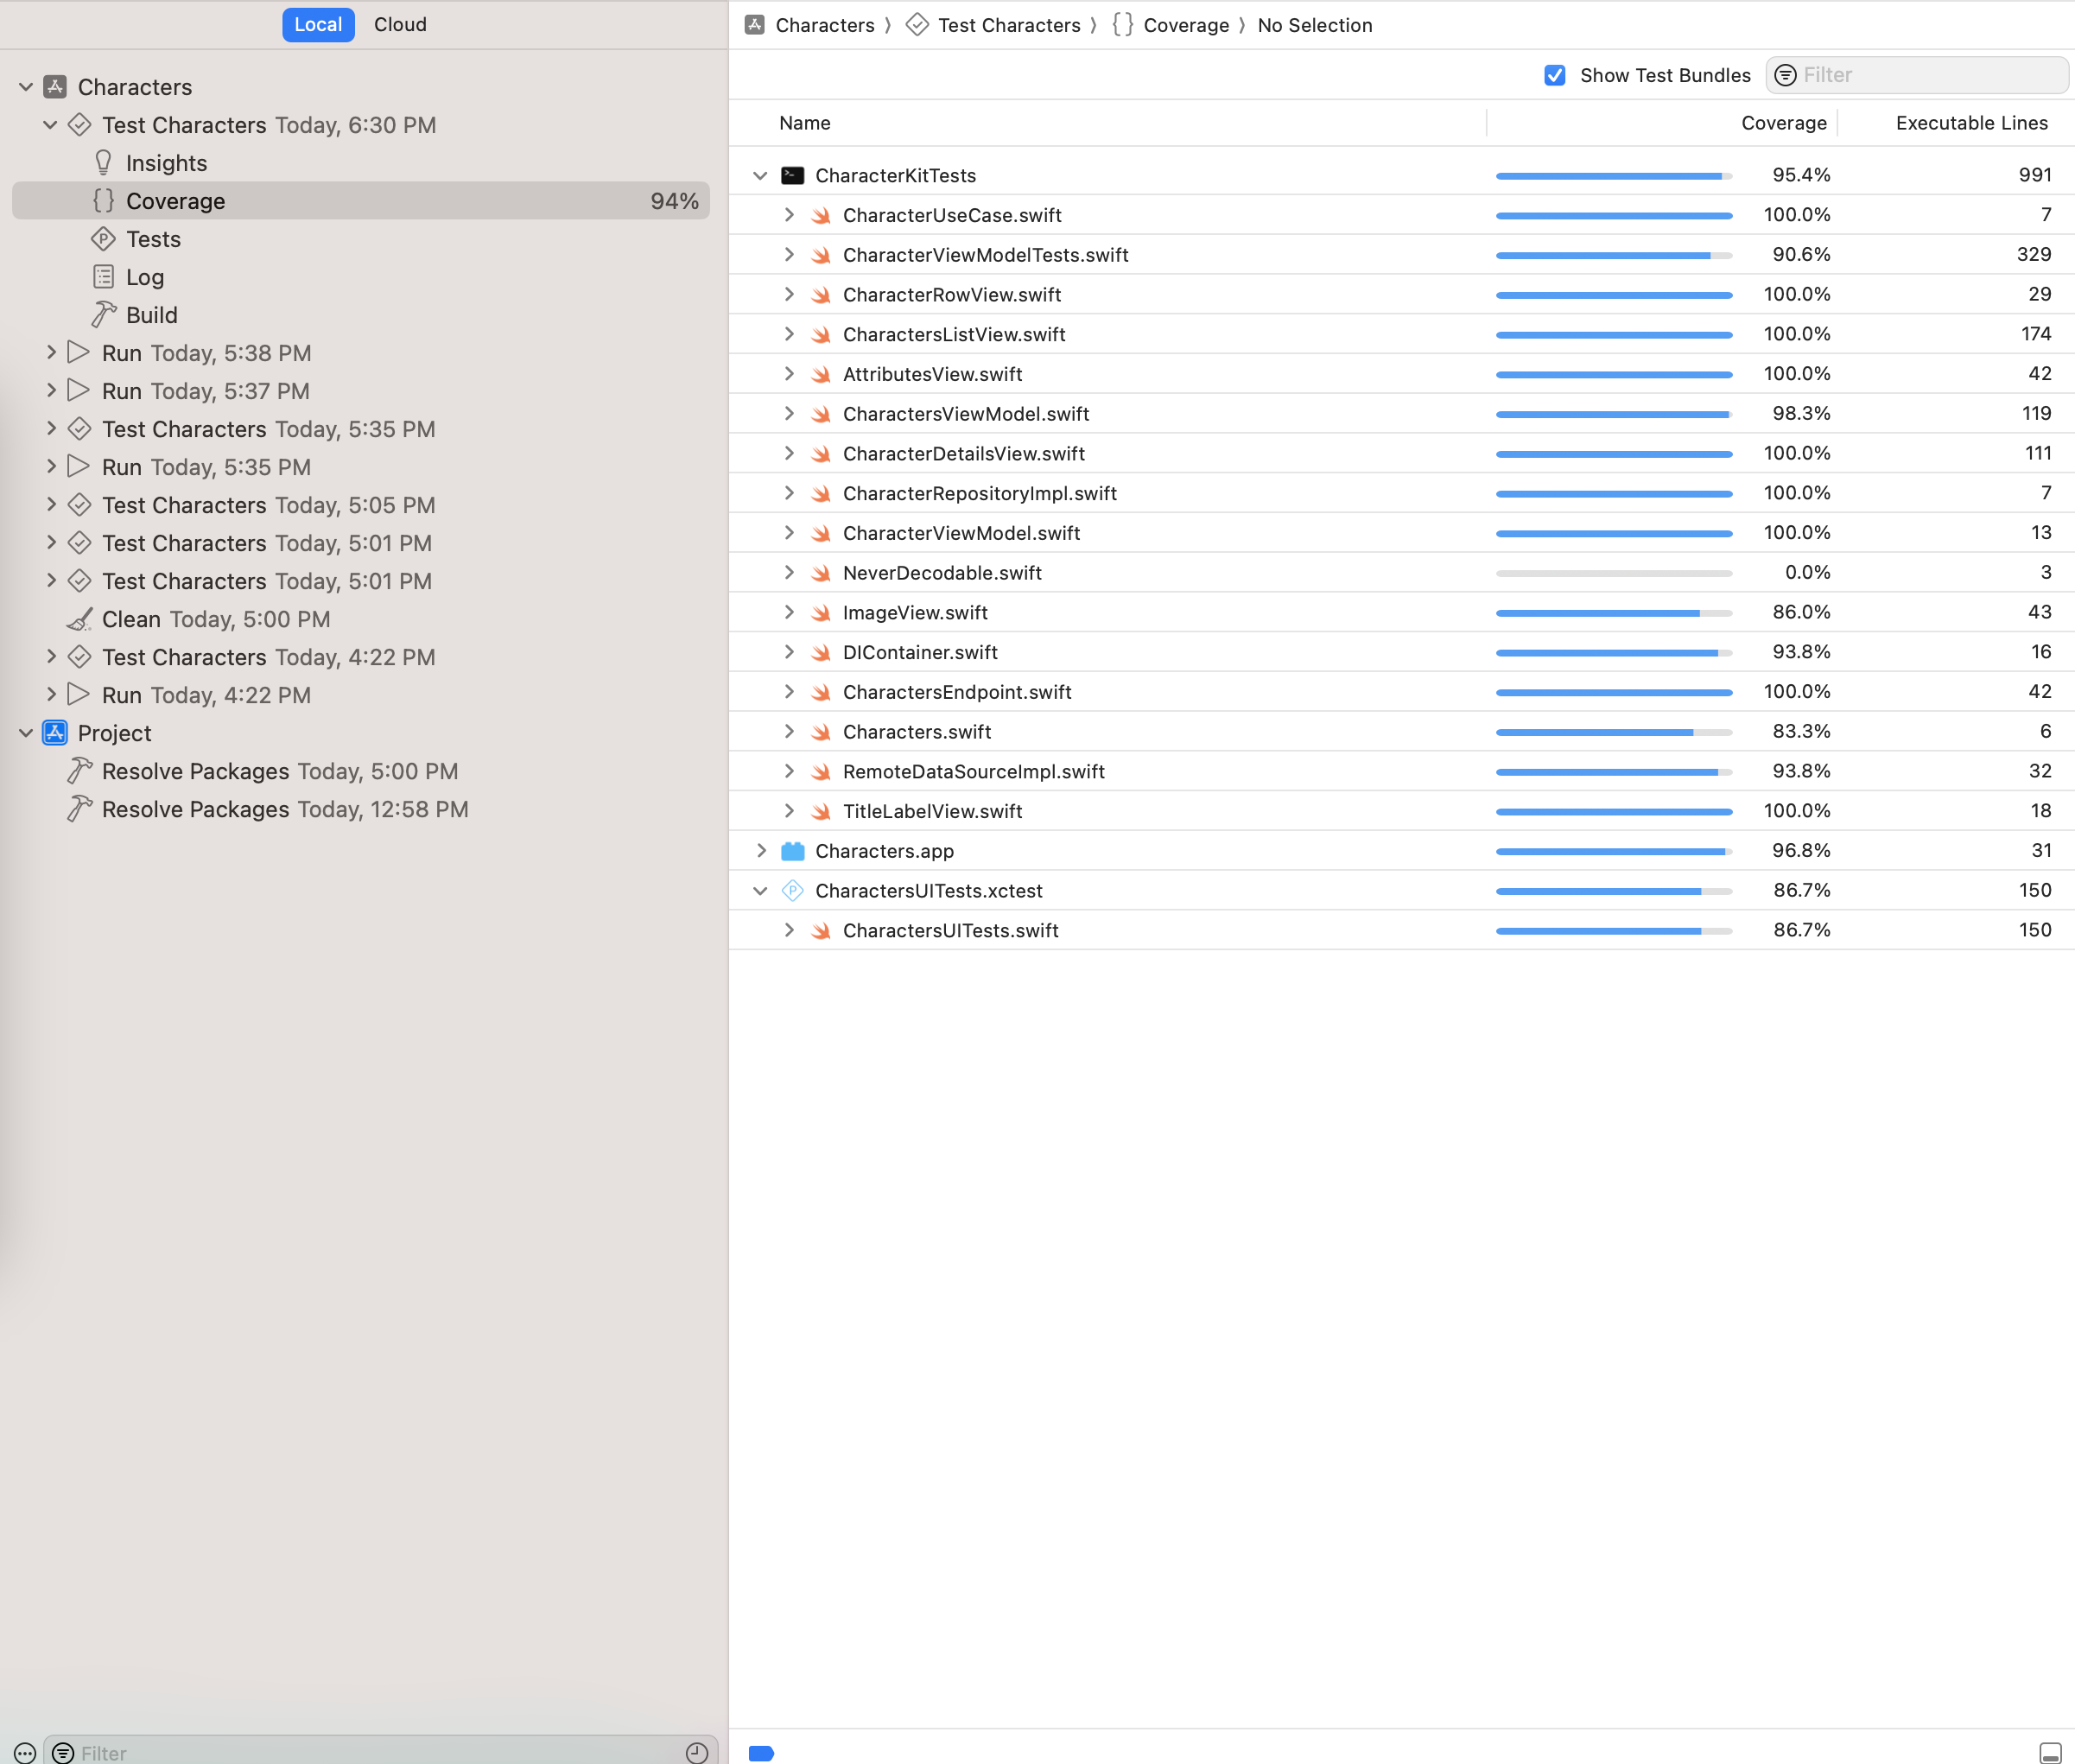 Local Cloud
Characters
Test Characters Today, 6:30 PM
Insights
Coverage 94%
Tests
Log
Build
Run Today, 5:38 PM
Run Today, 5:37 PM
Test Characters Today, 5:35 PM
Run Today, 5:35 PM
Test Characters Today, 5:05 PM
Test Characters Today, 5:01 PM
Test Characters Today, 5:01 PM
Clean Today, 5:00 PM
Test Characters Today, 4:22 PM
Run Today, 4:22 PM
Project
Resolve Packages Today, 5:00 PM
Resolve Packages Today, 12:58 PM
Filter
Characters Test Characters Coverage No Selection
Show Test Bundles Filter
Name Coverage Executable Lines
CharacterKitTests 95.4% 991
CharacterUseCase.swift 100.0% 7
CharacterViewModelTests.swift 90.6% 329
CharacterRowView.swift 100.0% 29
CharactersListView.swift 100.0% 174
AttributesView.swift 100.0% 42
CharactersViewModel.swift 98.3% 119
CharacterDetailsView.swift 100.0% 111
CharacterRepositoryImpl.swift 100.0% 7
CharacterViewModel.swift 100.0% 13
NeverDecodable.swift 0.0% 3
ImageView.swift 86.0% 43
DIContainer.swift 93.8% 16
CharactersEndpoint.swift 100.0% 42
Characters.swift 83.3% 6
RemoteDataSourceImpl.swift 93.8% 32
TitleLabelView.swift 100.0% 18
Characters.app 96.8% 31
CharactersUITests.xctest 86.7% 150
CharactersUITests.swift 86.7% 150